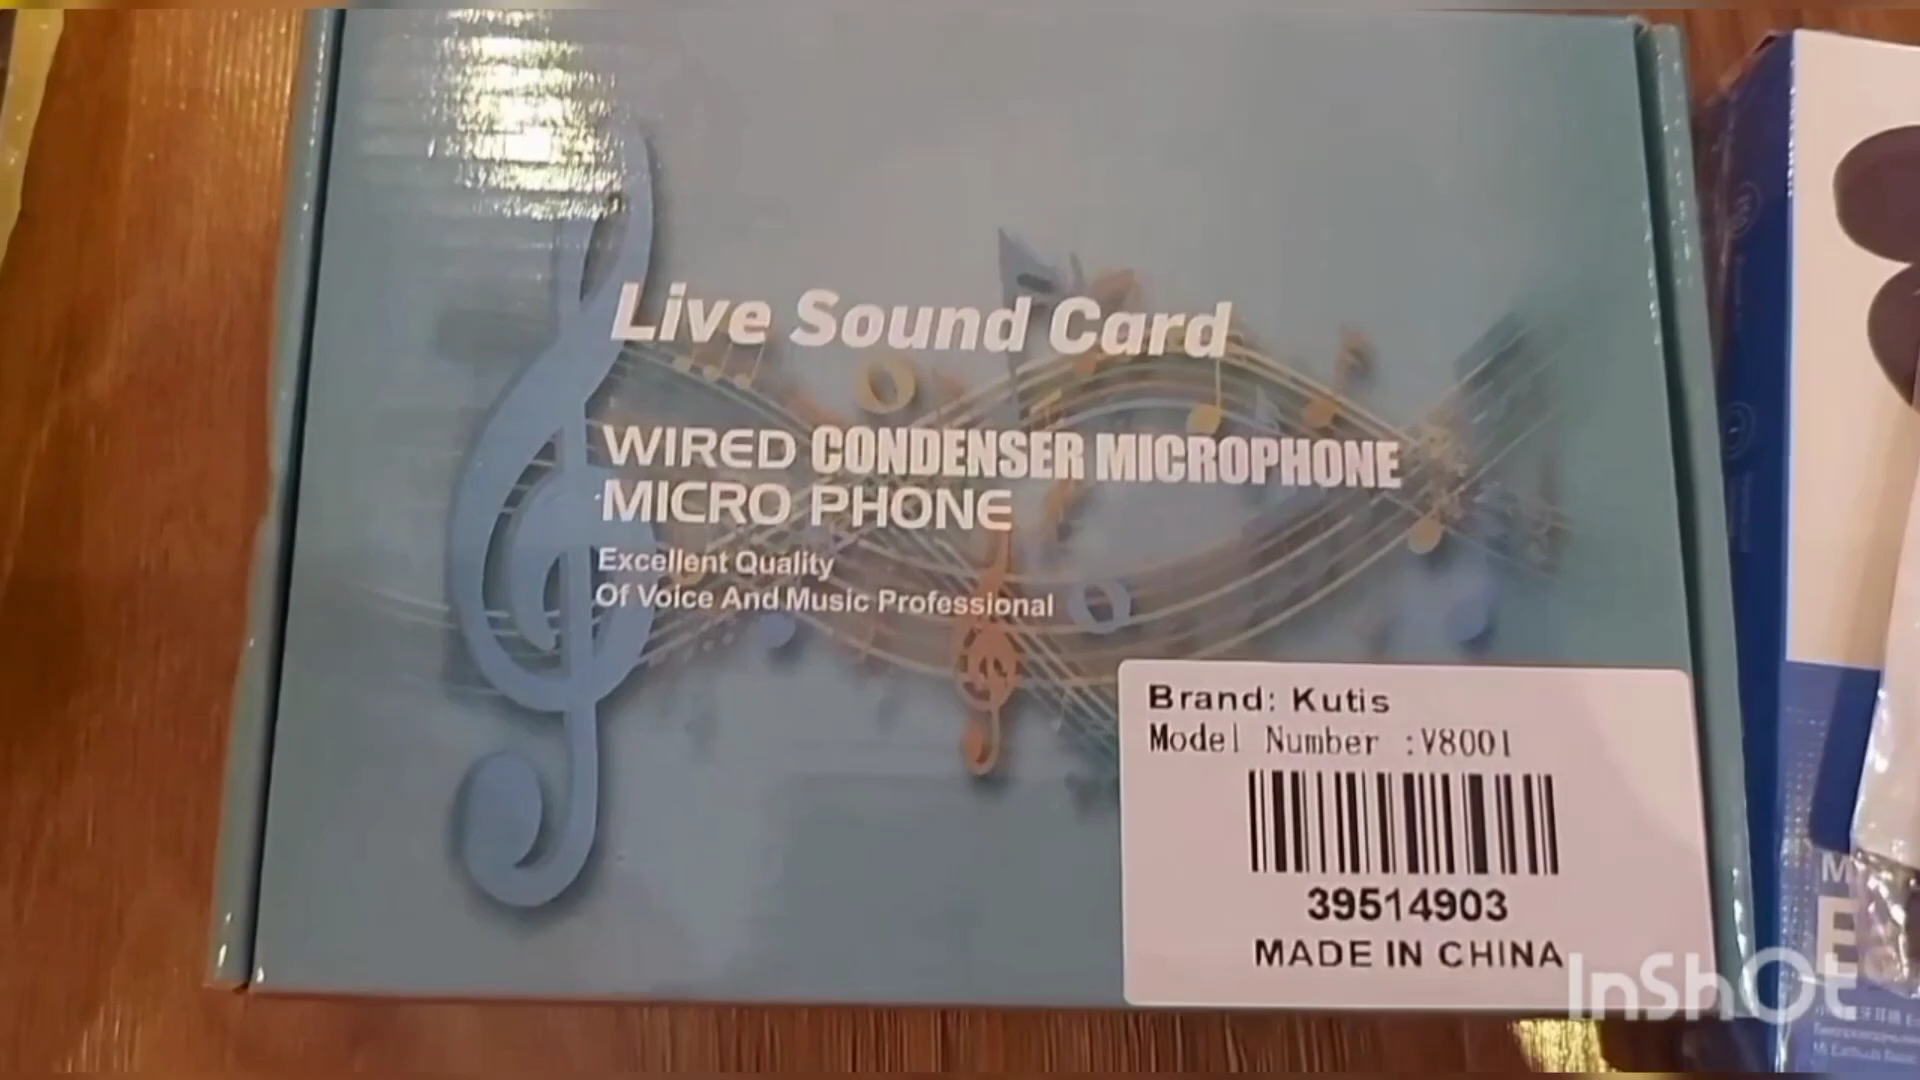 Live Sound Card
WIRED CONDENSER MICROPHONE
MICRO PHONE
Excellent Quality
Of Voice And Music Professional
Brand: Kutis
Model Number :V8001
39514903
MADE IN CHINA
InShOt